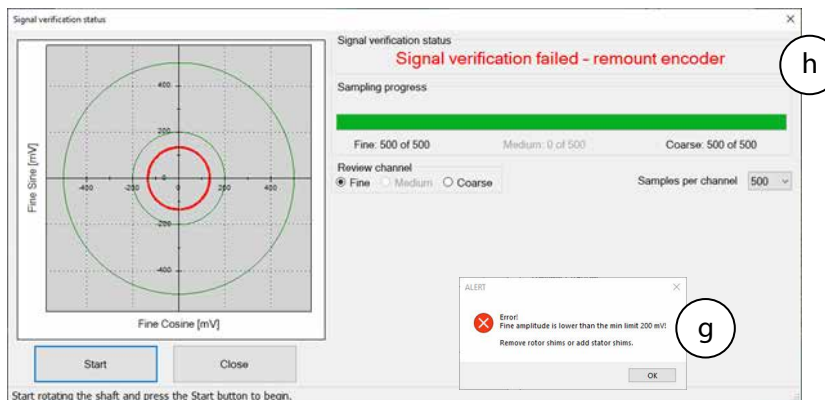 Signal verification status
Signal verification status
Signal verification failed - remount encoder
h
Sampling progress
Fine: 500 of 500 Medium: 0 of 500 Coarse: 500 of 500
Review channel
Fine Medium Coarse
Samples per channel 500
Fine Sine [mV]
400
200
-400 -200 0 200 400
0
-200
-400
Fine Cosine [mV]
ALERT
Error!
Fine amplitude is lower than the min limit 200 mV!
Remove rotor shims or add stator shims.
OK
g
Start Close
Start rotating the shaft and press the Start button to begin.